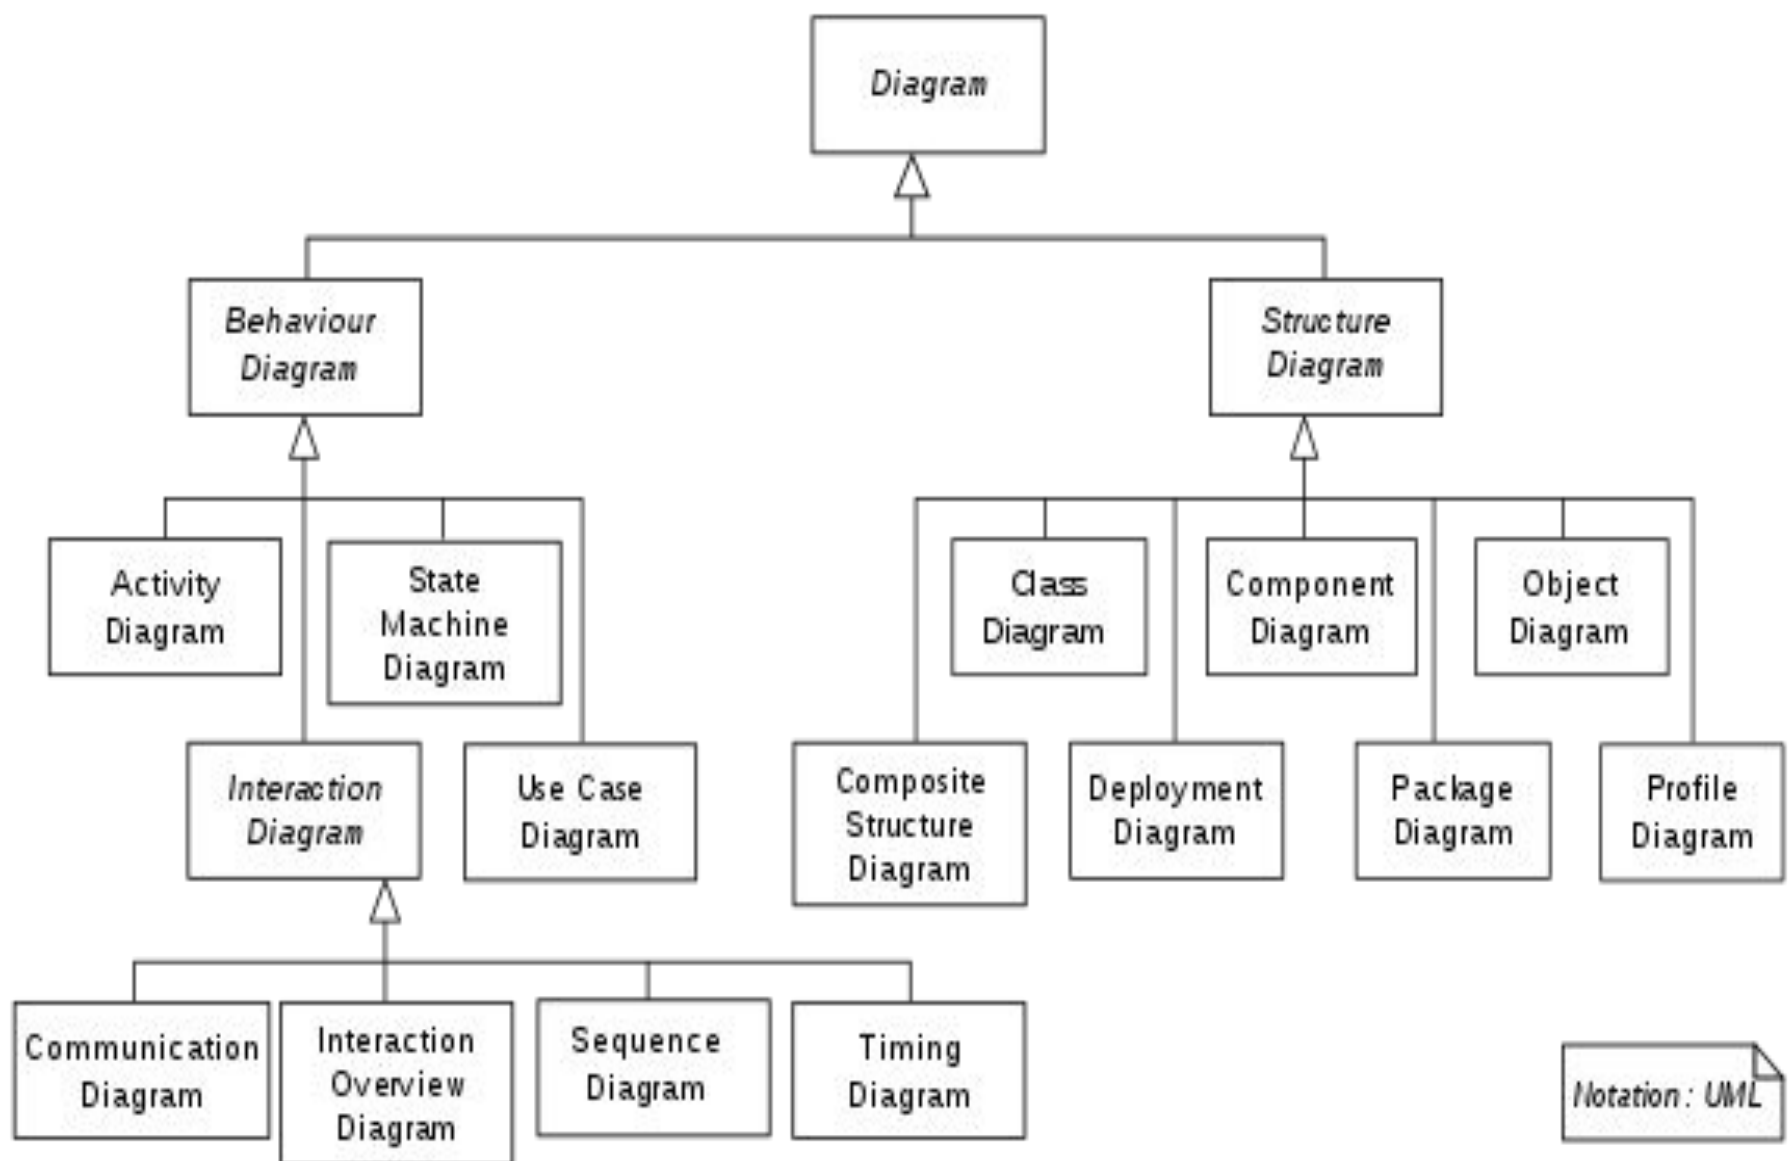 Diagram
Behaviour
Diagram
Structure
Diagram
Activity
Diagram
State
Machine
Diagram
Class
Diagram
Component
Diagram
Object
Diagram
Interaction
Diagram
Use Case
Diagram
Composite
Structure
Diagram
Deployment
Diagram
Package
Diagram
Profile
Diagram
Communication
Diagram
Interaction
Overview
Diagram
Sequence
Diagram
Timing
Diagram
Notation : UML